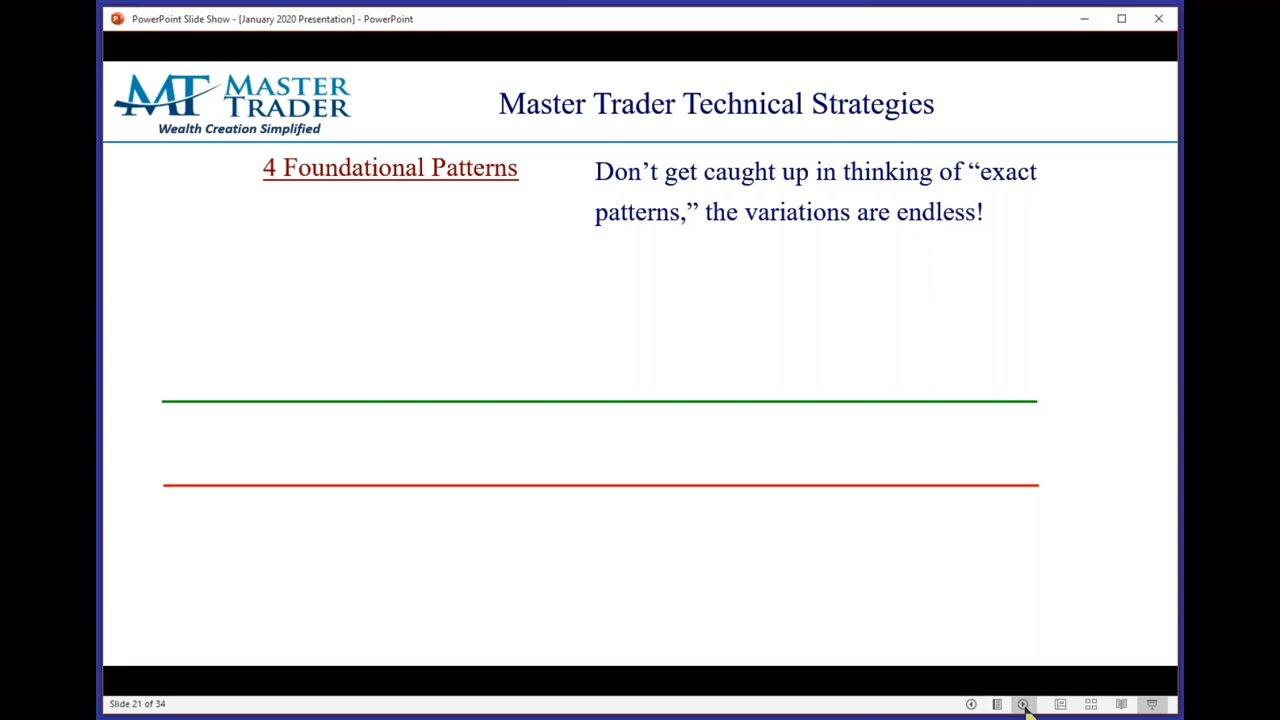 PowerPoint Slide Show - [January 2020 Presentation] - PowerPoint
MT MASTER TRADER
Wealth Creation Simplified
Master Trader Technical Strategies
4 Foundational Patterns
Don’t get caught up in thinking of “exact
patterns,” the variations are endless!
Slide 21 of 34